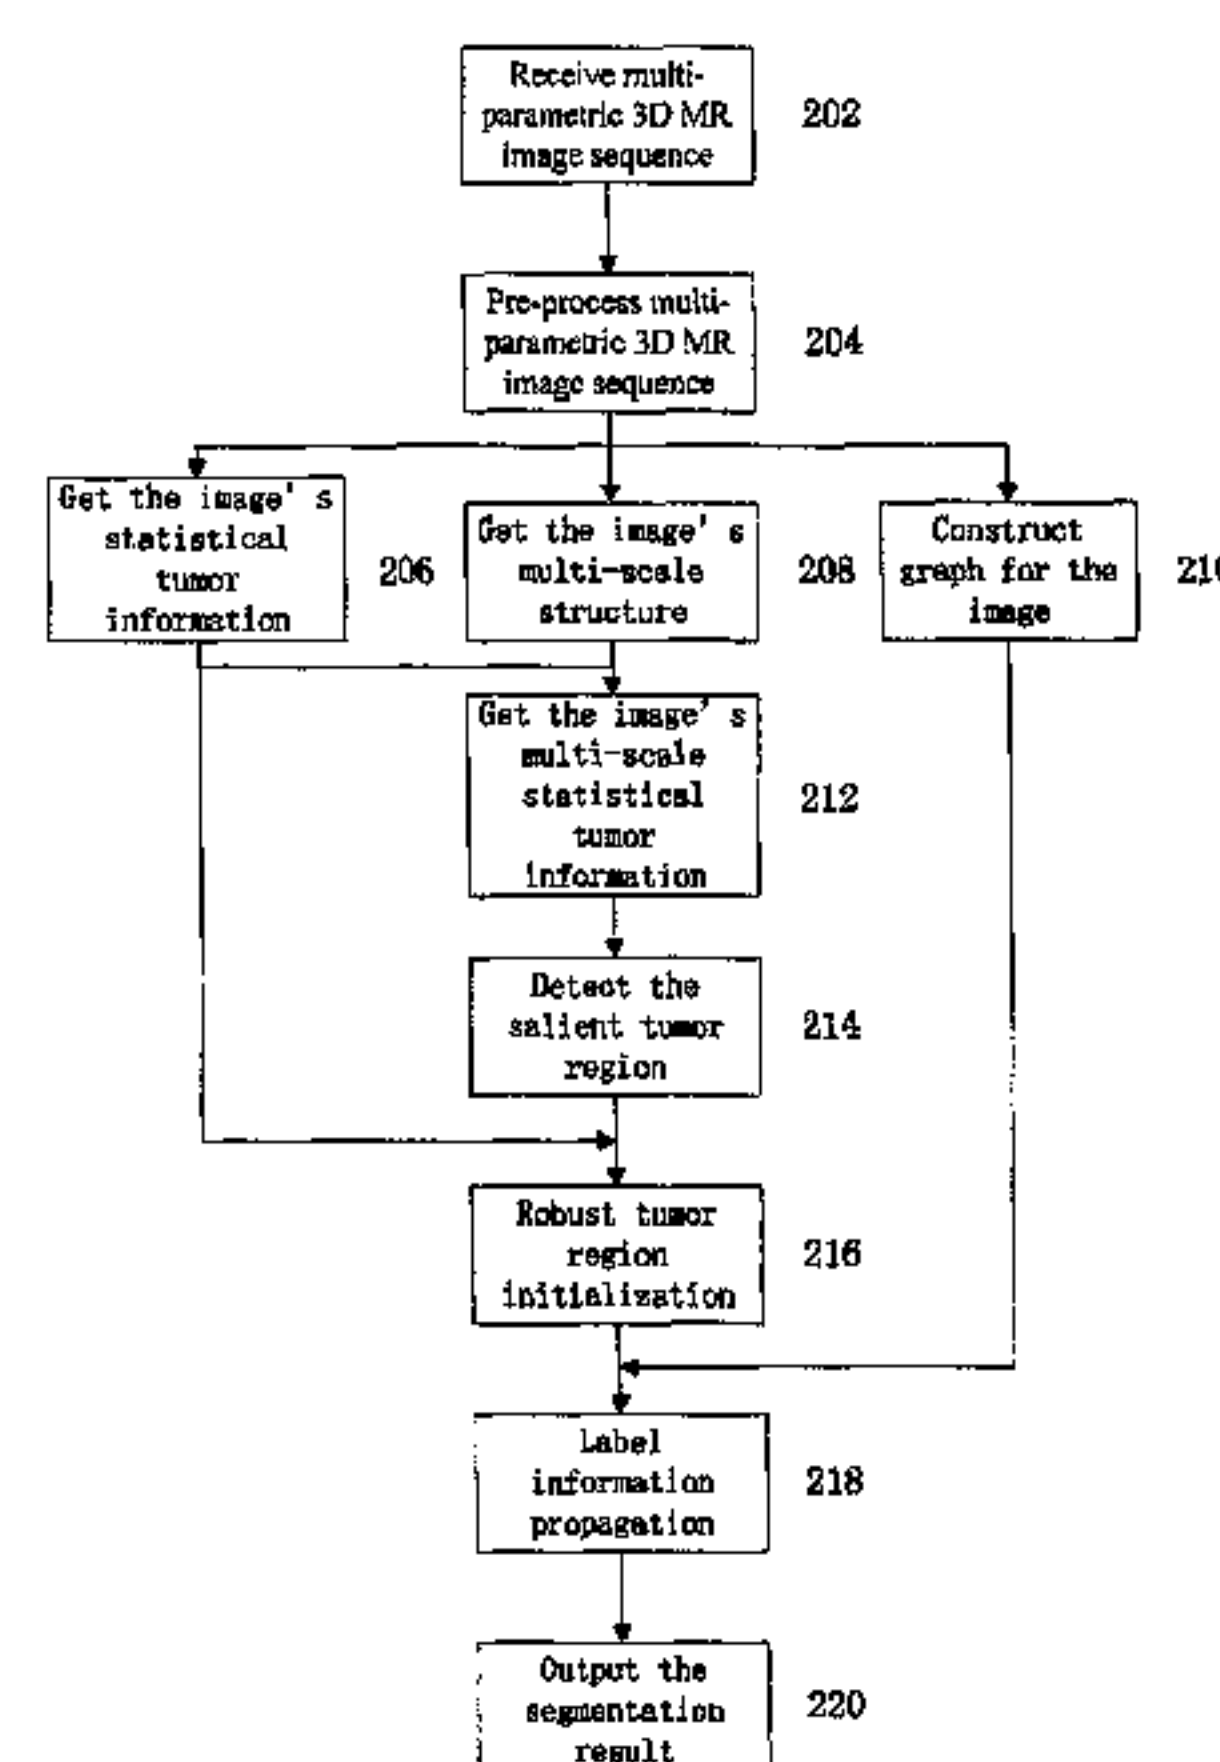 Receive multi-
parametric 3D MR
image sequence
202
Pre-process multi-
parametric 3D MR
image sequence
204
Get the image' s
statistical
tumor
information
206
Get the image' s
multi-scale
structure
208
Construct
graph for the
image
Get the image' s
multi-scale
statistical
tumor
information
212
Detect the
salient tumor
region
214
Robust tumor
region
initialization
216
Label
information
propagation
218
Output the
segmentation
result
220